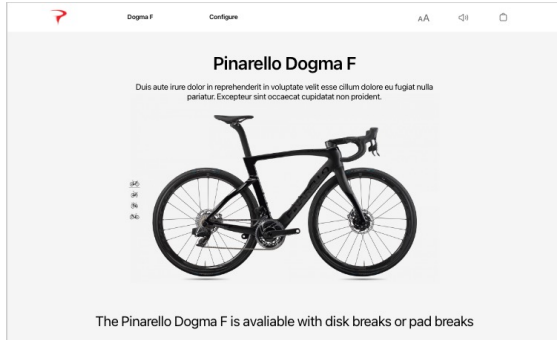 Dogma F
Configure
AA
Pinarello Dogma F
Duis aute irure dolor in reprehenderit in voluptate velit esse cillum dolore eu fugiat nulla
pariatur. Excepteur sint occaecat cupidatat non proident.
The Pinarello Dogma F is avaliable with disk breaks or pad breaks